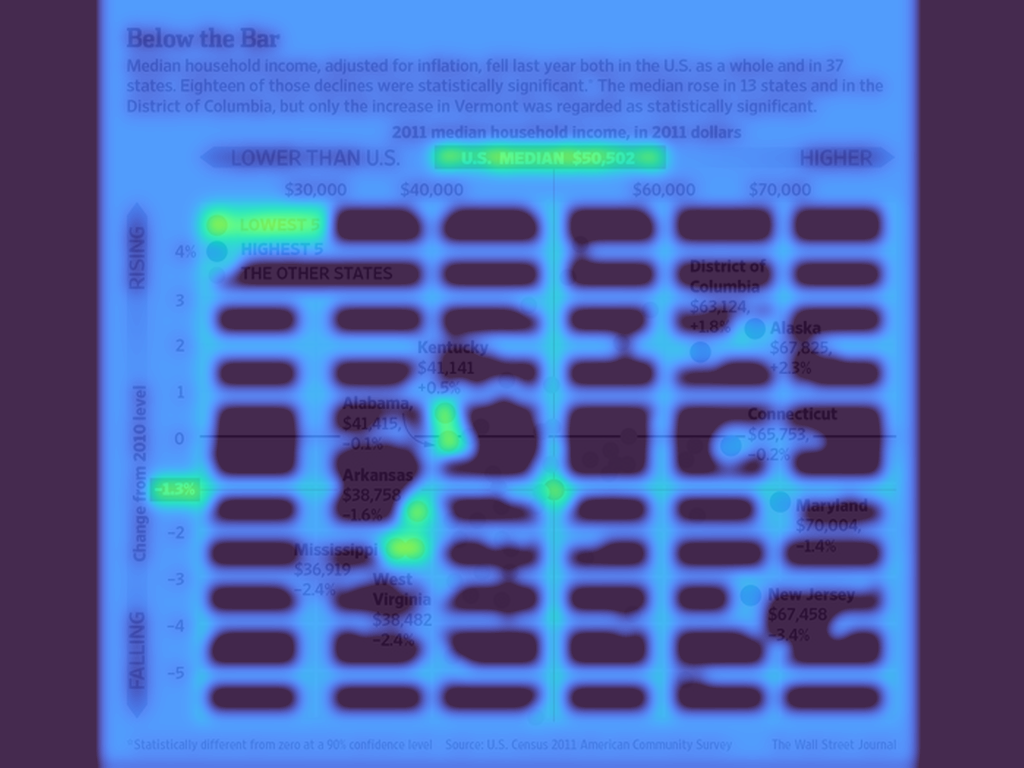 Below the Bar
Median household income, adjusted for inflation, fell last year both in the U.S. as a whole and in 37
states. Eighteen of those declines were statistically significant.* The median rose in 13 states and in the
District of Columbia, but only the increase in Vermont was regarded as statistically significant.
2011 median household income, in 2011 dollars
LOWER THAN U.S.
U.S. MEDIAN $50,502
HIGHER
$30,000
$40,000
$60,000
$70,000
RISING
Change from 2010 level
FALLING
4%
3
2
1
0
-1.3%
-2
-3
-4
-5
LOWEST 5
HIGHEST 5
THE OTHER STATES
District of
Columbia
$63,124,
+1.8%
Alaska
$67,825,
+2.3%
Kentucky
$41,141
+0.5%
Alabama,
$41,415,
-0.1%
Connecticut
$65,753,
-0.2%
Arkansas
$38,758
-1.6%
Maryland
$70,004,
-1.4%
Mississippi
$36,919
-2.4%
West
Virginia
$38,482
-2.4%
New Jersey
$67,458
-3.4%
*Statistically different from zero at a 90% confidence level
Source: U.S. Census 2011 American Community Survey
The Wall Street Journal